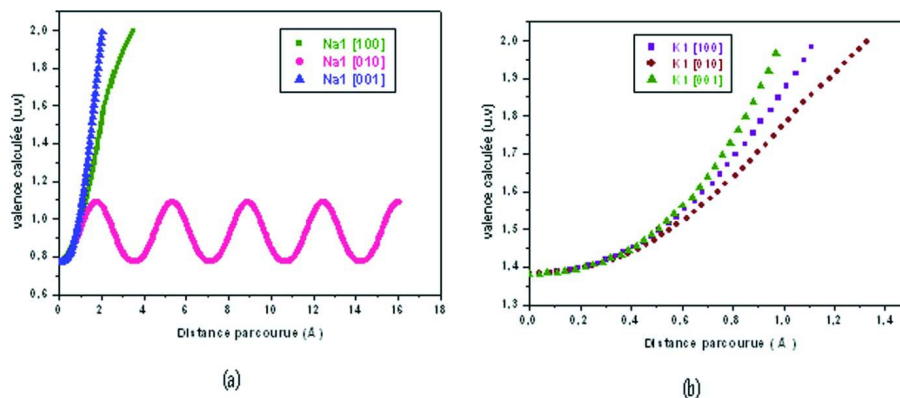 2,0
1,8
1,6
1,4
1,2
1,0
0,8
0,6
valence calculée (u.v)
Na1 [100]
Na1 [010]
Na1 [001]
0 2 4 6 8 10 12 14 16 18
Distance parcourue (Å)
(a)
2,0
1,9
1,8
1,7
1,6
1,5
1,4
1,3
valence calculée (u.v)
K1 [100]
K1 [010]
K1 [001]
0,0 0,2 0,4 0,6 0,8 1,0 1,2 1,4
Distance parcourue (Å)
(b)